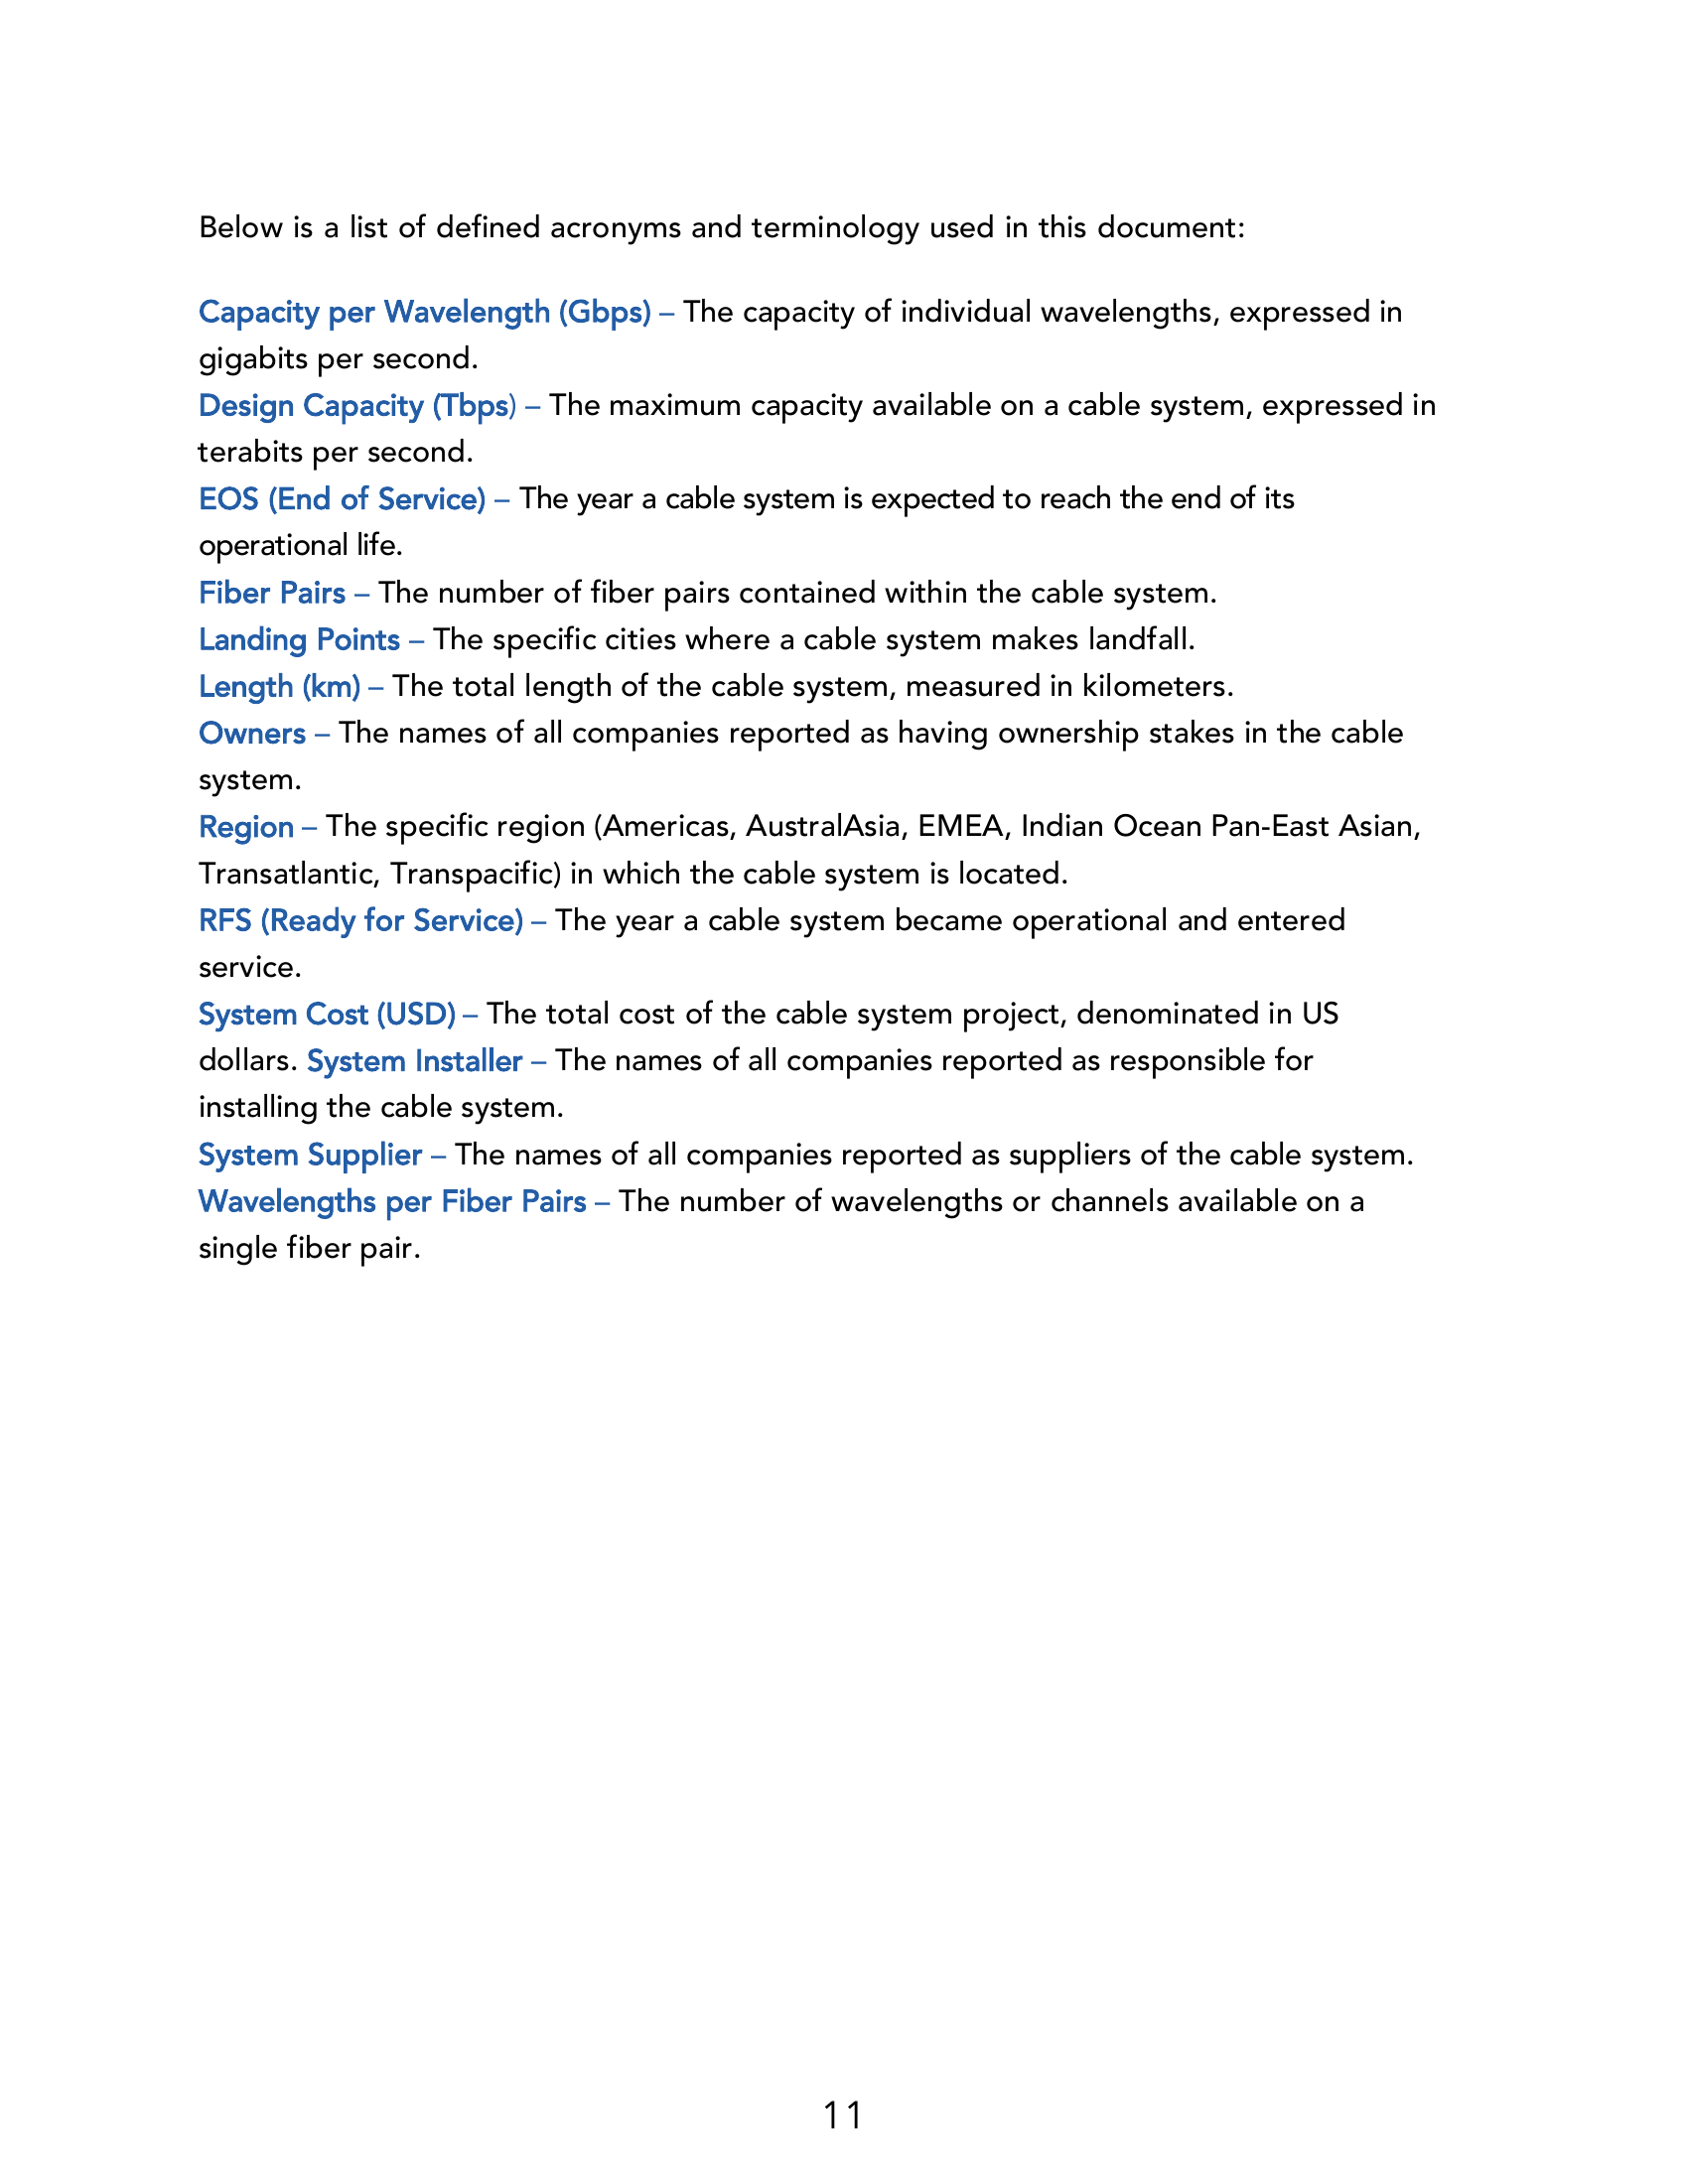 Below is a list of defined acronyms and terminology used in this document:
Capacity per Wavelength (Gbps) – The capacity of individual wavelengths, expressed in
gigabits per second.
Design Capacity (Tbps) – The maximum capacity available on a cable system, expressed in
terabits per second.
EOS (End of Service) – The year a cable system is expected to reach the end of its
operational life.
Fiber Pairs – The number of fiber pairs contained within the cable system.
Landing Points – The specific cities where a cable system makes landfall.
Length (km) – The total length of the cable system, measured in kilometers.
Owners – The names of all companies reported as having ownership stakes in the cable
system.
Region – The specific region (Americas, AustralAsia, EMEA, Indian Ocean Pan-East Asian,
Transatlantic, Transpacific) in which the cable system is located.
RFS (Ready for Service) – The year a cable system became operational and entered
service.
System Cost (USD) – The total cost of the cable system project, denominated in US
dollars. System Installer – The names of all companies reported as responsible for
installing the cable system.
System Supplier – The names of all companies reported as suppliers of the cable system.
Wavelengths per Fiber Pairs – The number of wavelengths or channels available on a
single fiber pair.
11